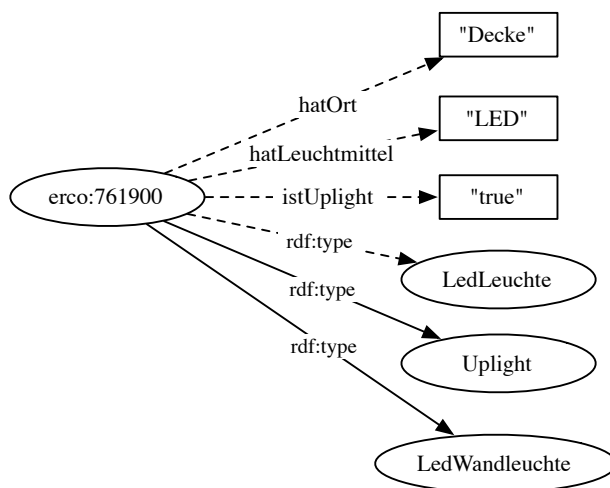 "Decke"
hatOrt
"LED"
hatLeuchtmittel
erco:761900
istUplight
"true"
rdf:type
LedLeuchte
rdf:type
Uplight
rdf:type
LedWandleuchte